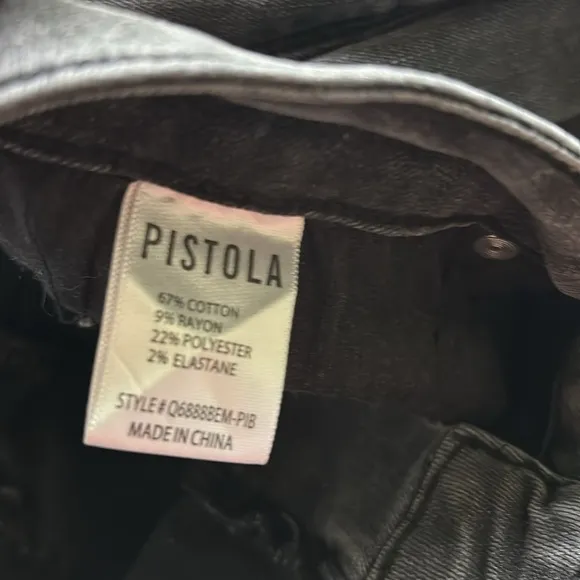 PISTOLA
67% COTTON
9% RAYON
22% POLYESTER
2% ELASTANE
STYLE# Q6888BEM-PIB
MADE IN CHINA